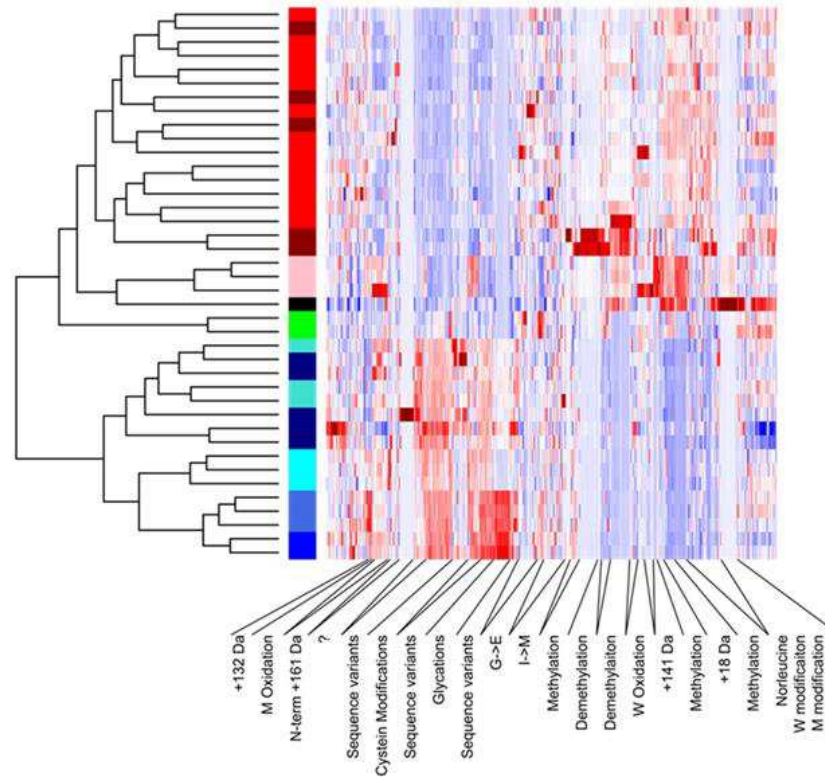 +132 Da
M Oxidation
N-term +161 Da
?
Sequence variants
Cystein Modifications
Sequence variants
Glycations
Sequence variants
G->E
I->M
Methylation
Demethylation
Demethylaiton
W Oxidation
+141 Da
Methylation
+18 Da
Methylation
Norleucine
W modificaiton
M modification